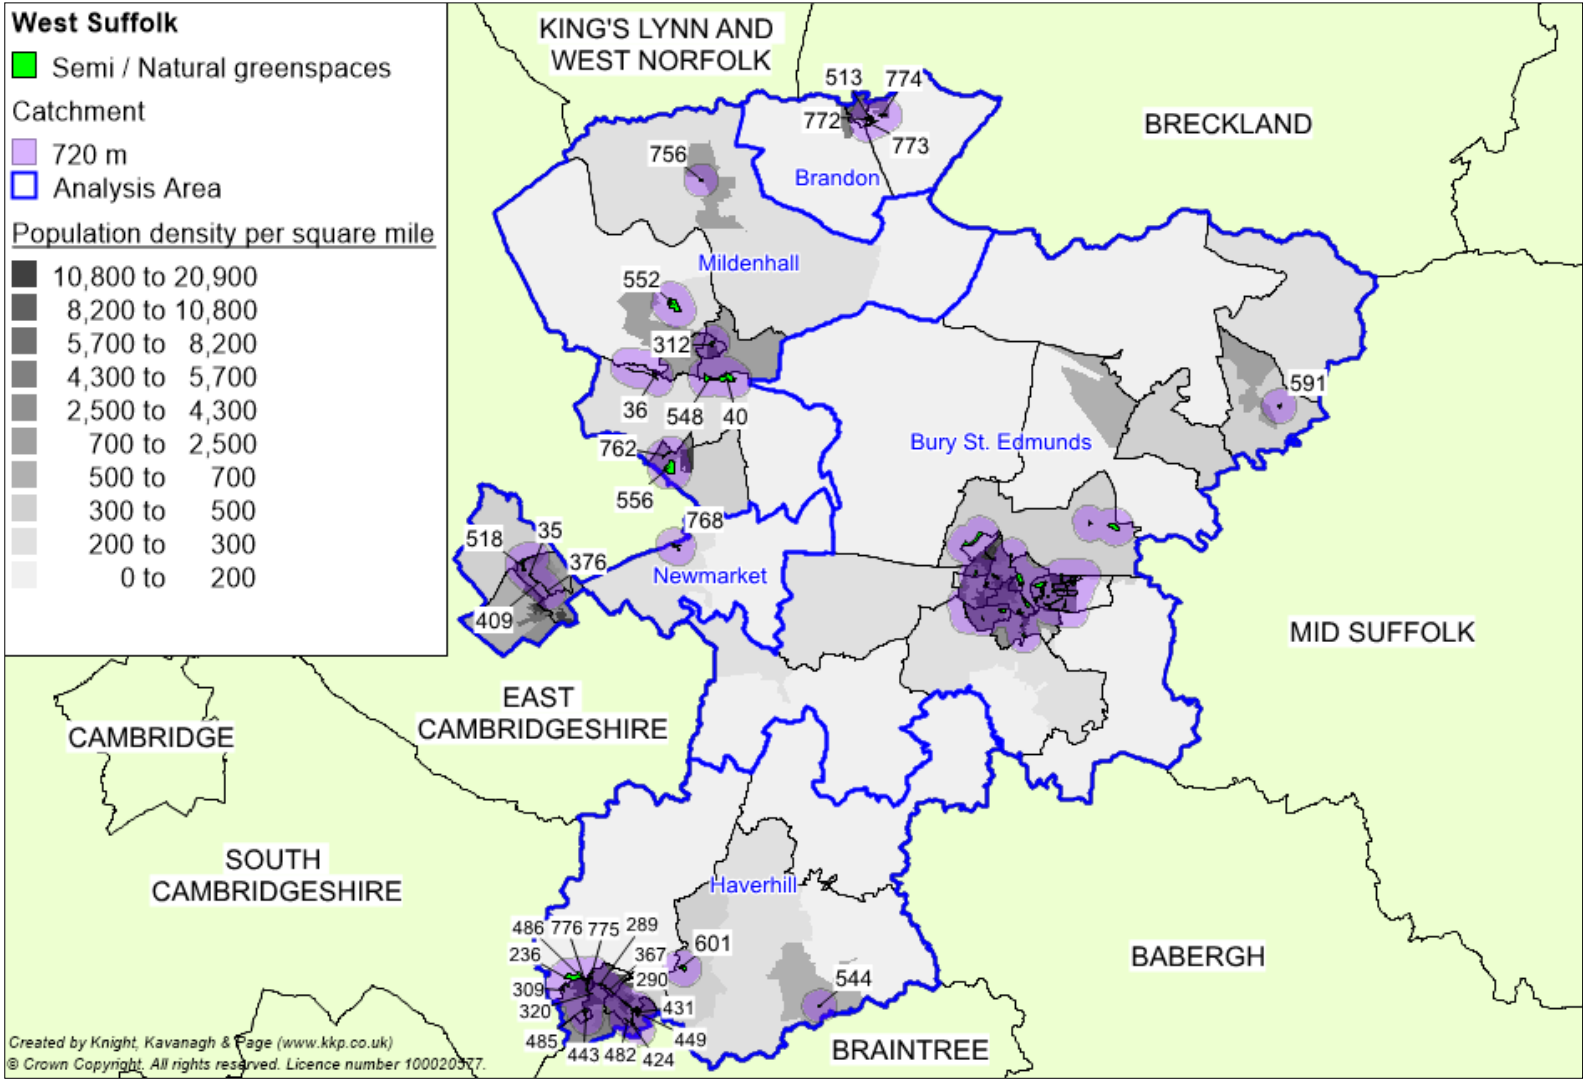 West Suffolk
Semi / Natural greenspaces
Catchment
720 m
Analysis Area
Population density per square mile
10,800 to 20,900
8,200 to 10,800
5,700 to 8,200
4,300 to 5,700
2,500 to 4,300
700 to 2,500
500 to 700
300 to 500
200 to 300
0 to 200
KING'S LYNN AND
WEST NORFOLK
513
774
772
773
BRECKLAND
756
Brandon
Mildenhall
552
312
36
548
40
591
Bury St. Edmunds
762
556
768
518
35
376
409
Newmarket
MID SUFFOLK
EAST
CAMBRIDGESHIRE
CAMBRIDGE
SOUTH
CAMBRIDGESHIRE
Haverhill
486
776
775
289
236
367
601
290
309
320
431
544
485
443
482
424
449
BABERGH
BRAINTREE
Created by Knight, Kavanagh & Page (www.kkp.co.uk)
© Crown Copyright. All rights reserved. Licence number 100020577.